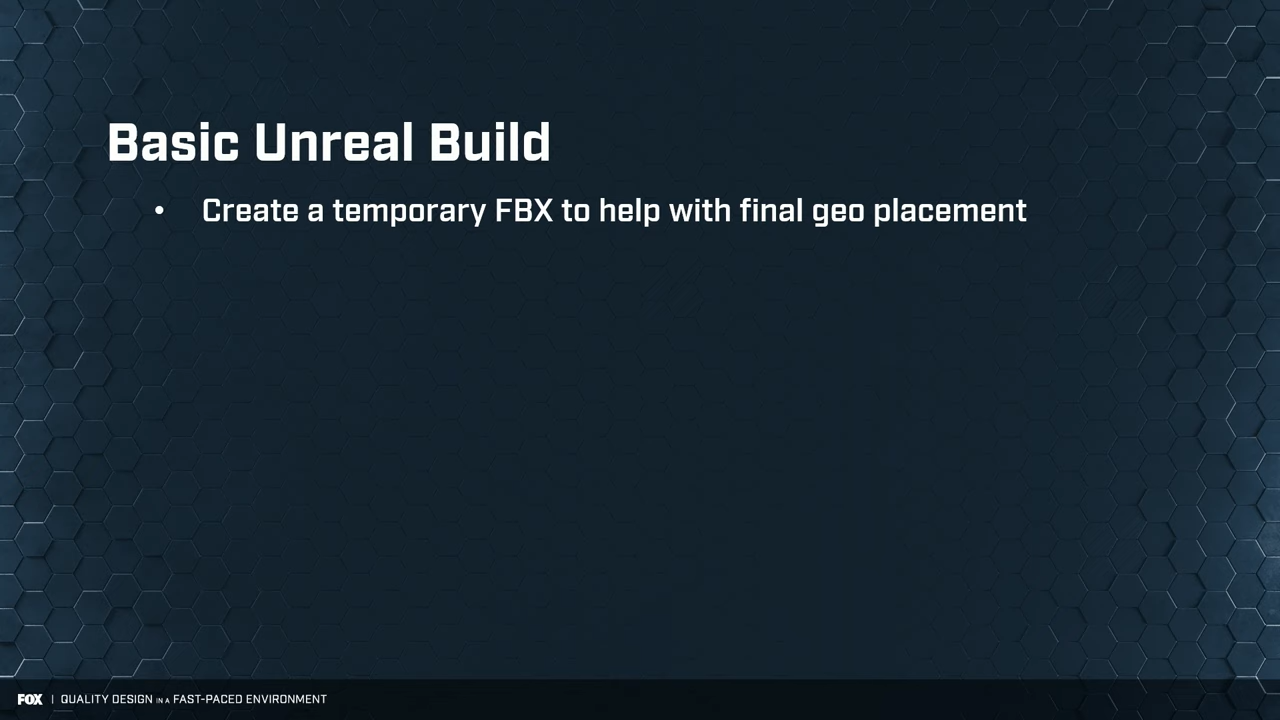 Basic Unreal Build
• Create a temporary FBX to help with final geo placement
FOX | QUALITY DESIGN IN A FAST-PACED ENVIRONMENT